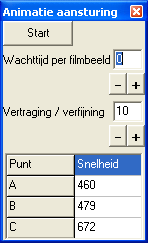 Animatie aansturing
Start
Wachttijd per filmbeeld 0
- +
Vertraging / verfijning 10
- +
Punt Snelheid
A 460
B 479
C 672